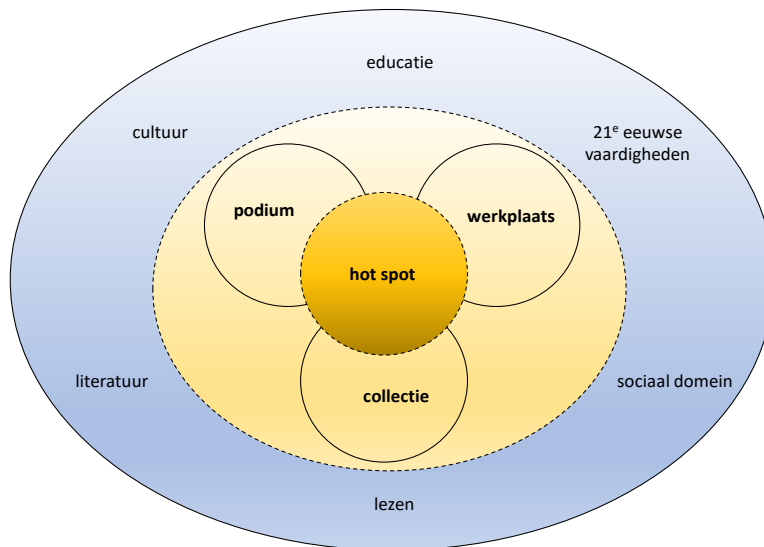 educatie
cultuur
21e eeuwse
vaardigheden
podium
werkplaats
hot spot
literatuur
sociaal domein
collectie
lezen